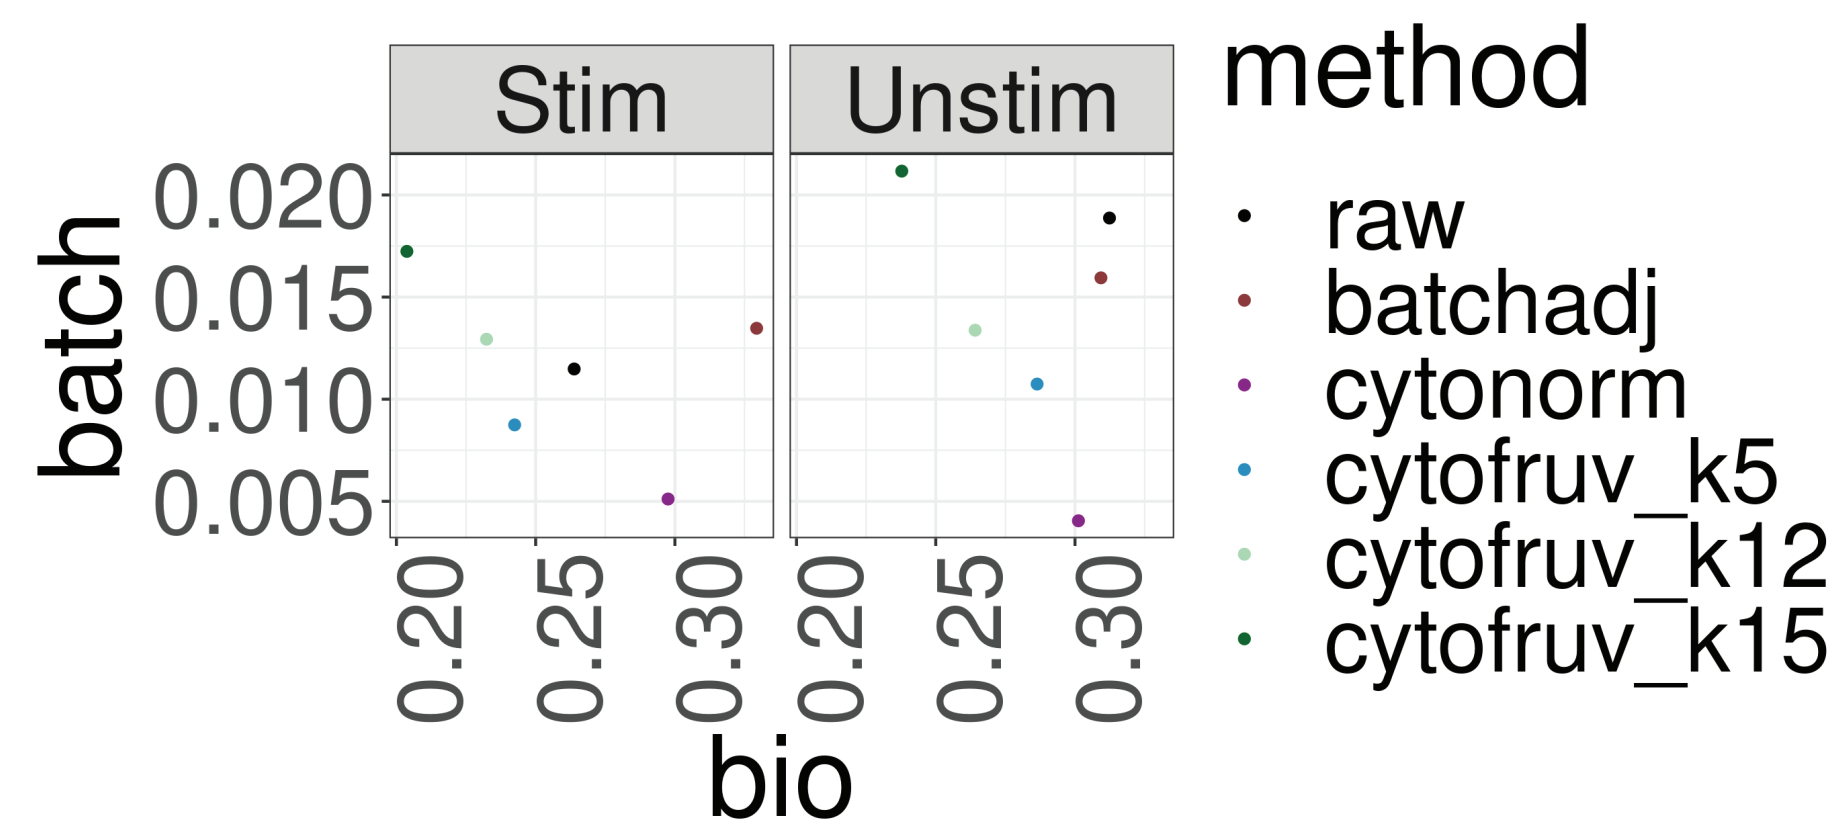 Stim
Unstim
method
raw
batchadj
cytonorm
cytofruv_k5
cytofruv_k12
cytofruv_k15
batch
0.020
0.015
0.010
0.005
0.20
0.25
0.30
0.20
0.25
0.30
bio